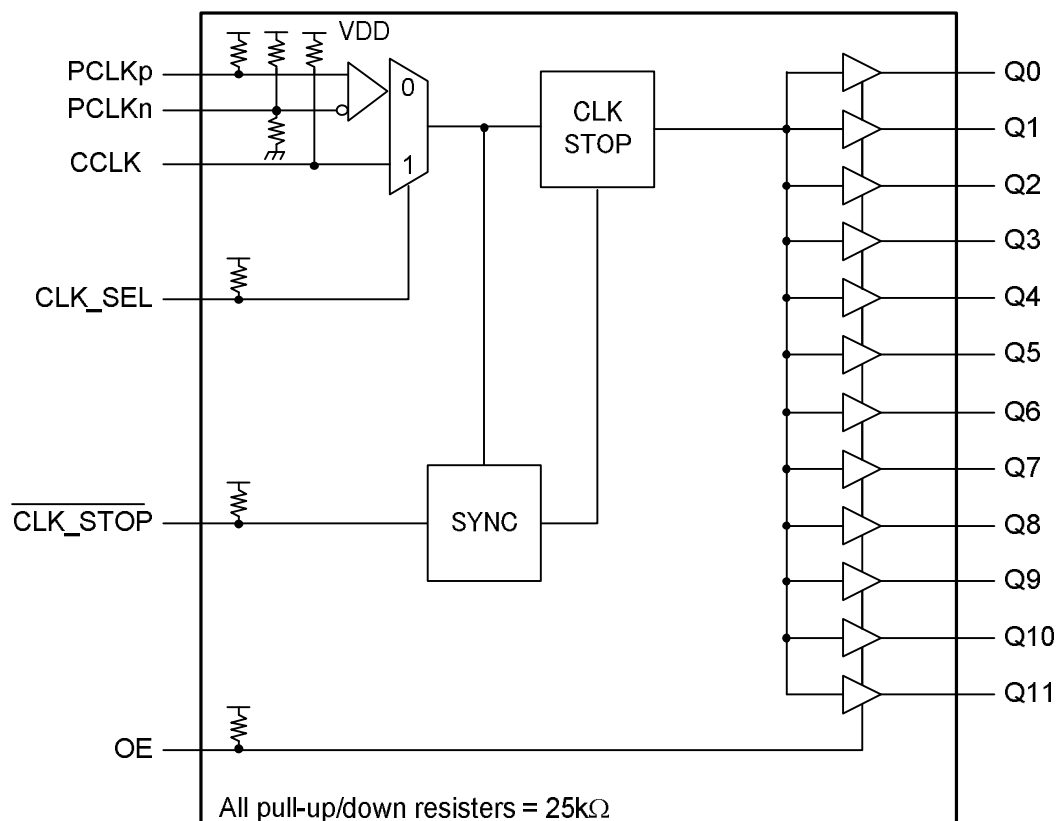 VDD
PCLKp
PCLKn
CCLK
0
1
CLK
STOP
CLK_SEL
CLK_STOP
SYNC
OE
Q0
Q1
Q2
Q3
Q4
Q5
Q6
Q7
Q8
Q9
Q10
Q11
All pull-up/down resisters = 25kΩ